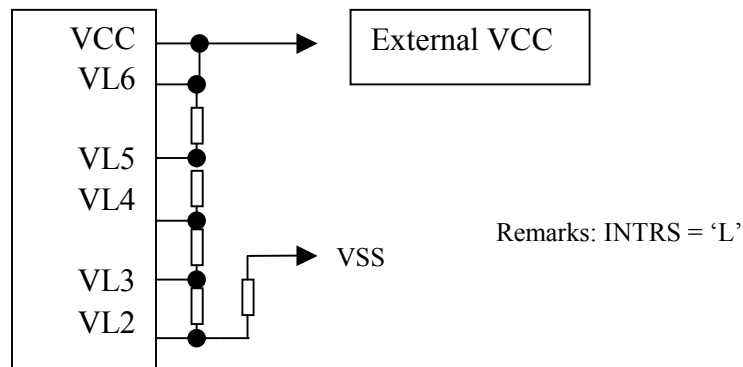 VCC
External VCC
VL6
VL5
VL4
Remarks: INTRS = ‘L’
VSS
VL3
VL2